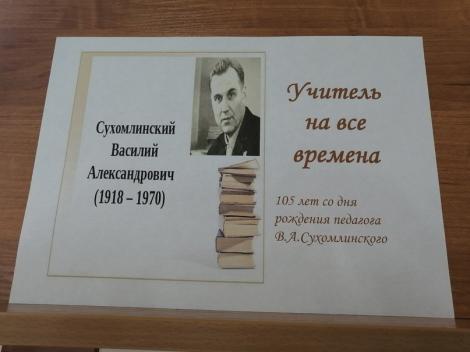 Сухомлинский
Василий
Александрович
(1918 – 1970)
Учитель
на все
времена
105 лет со дня
рождения педагога
В.А.Сухомлинского